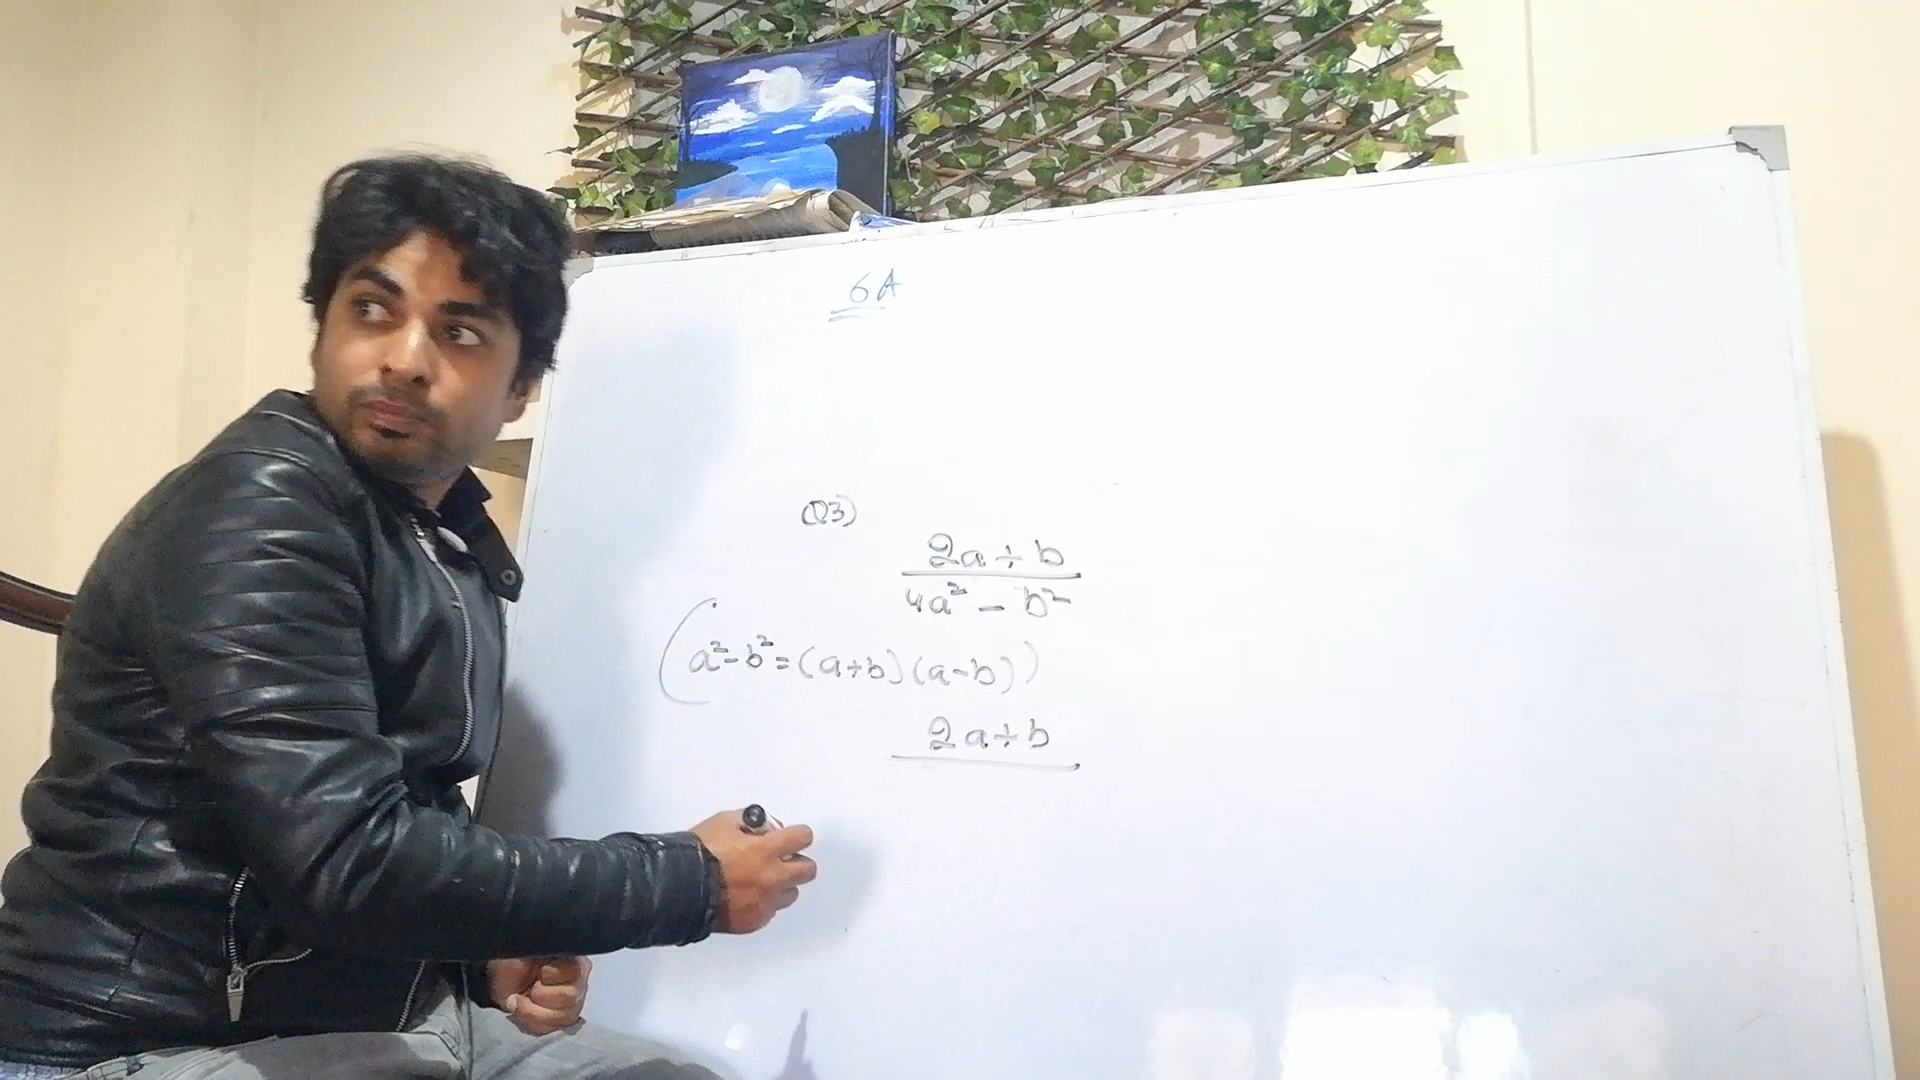 6A
Q3)
2a+b
4a² - b²
(a²-b²=(a+b)(a-b))
2a+b